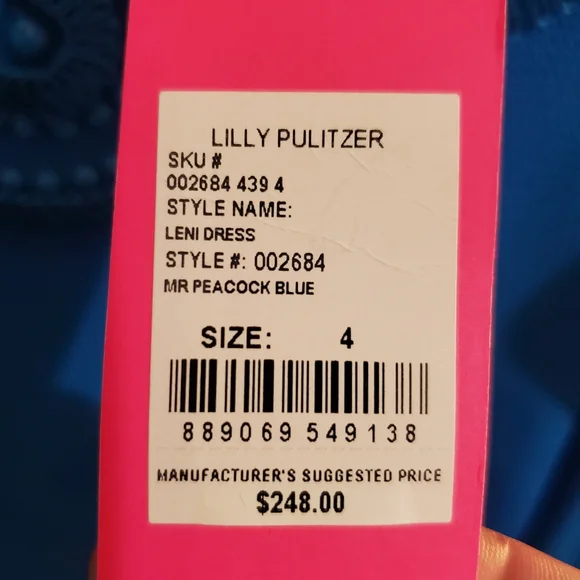 LILLY PULITZER
SKU #
002684 439 4
STYLE NAME:
LENI DRESS
STYLE #: 002684
MR PEACOCK BLUE
SIZE: 4
889069 549138
MANUFACTURER'S SUGGESTED PRICE
$248.00